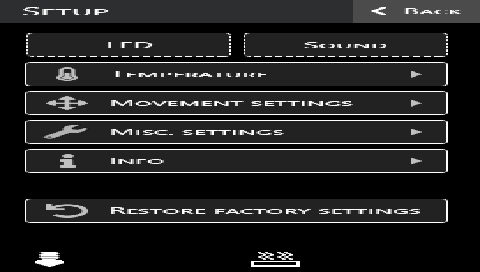 SETUP
< BACK
LED
SOUND
TEMPERATURE
MOVEMENT SETTINGS
MISC. SETTINGS
INFO
RESTORE FACTORY SETTINGS